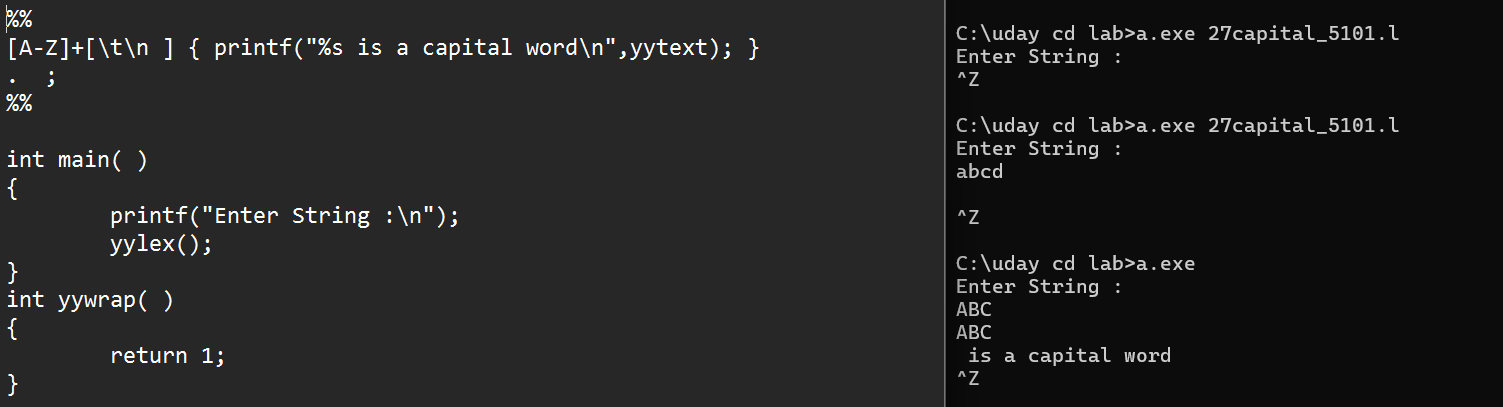 %%
[A-Z]+[\t\n ] { printf("%s is a capital word\n",yytext); }
.  ;
%%
int main( )
{
        printf("Enter String :\n");
        yylex();
}
int yywrap( )
{
        return 1;
}
C:\uday cd lab>a.exe 27capital_5101.l
Enter String :
^Z
C:\uday cd lab>a.exe 27capital_5101.l
Enter String :
abcd
^Z
C:\uday cd lab>a.exe
Enter String :
ABC
ABC
 is a capital word
^Z